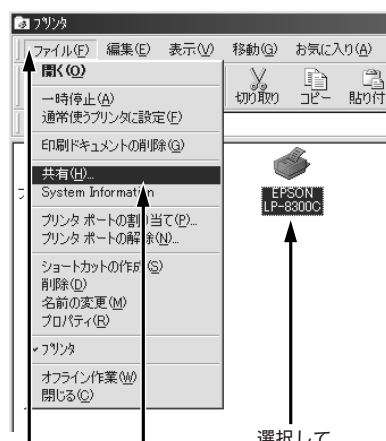 プリンタ
ファイル(F) 編集(E) 表示(V) 移動(G) お気に入り(A)
切り取り コピー 貼り付
開く(O)
一時停止(A)
通常使うプリンタに設定(F)
印刷ドキュメントの削除(G)
共有(H)...
System Information
プリンタ ポートの割り当て(P)...
プリンタ ポートの解除(N)...
ショートカットの作成(S)
削除(D)
名前の変更(M)
プロパティ(R)
プリンタ
オフライン作業(W)
閉じる(C)
EPSON
LP-8300C
選択して